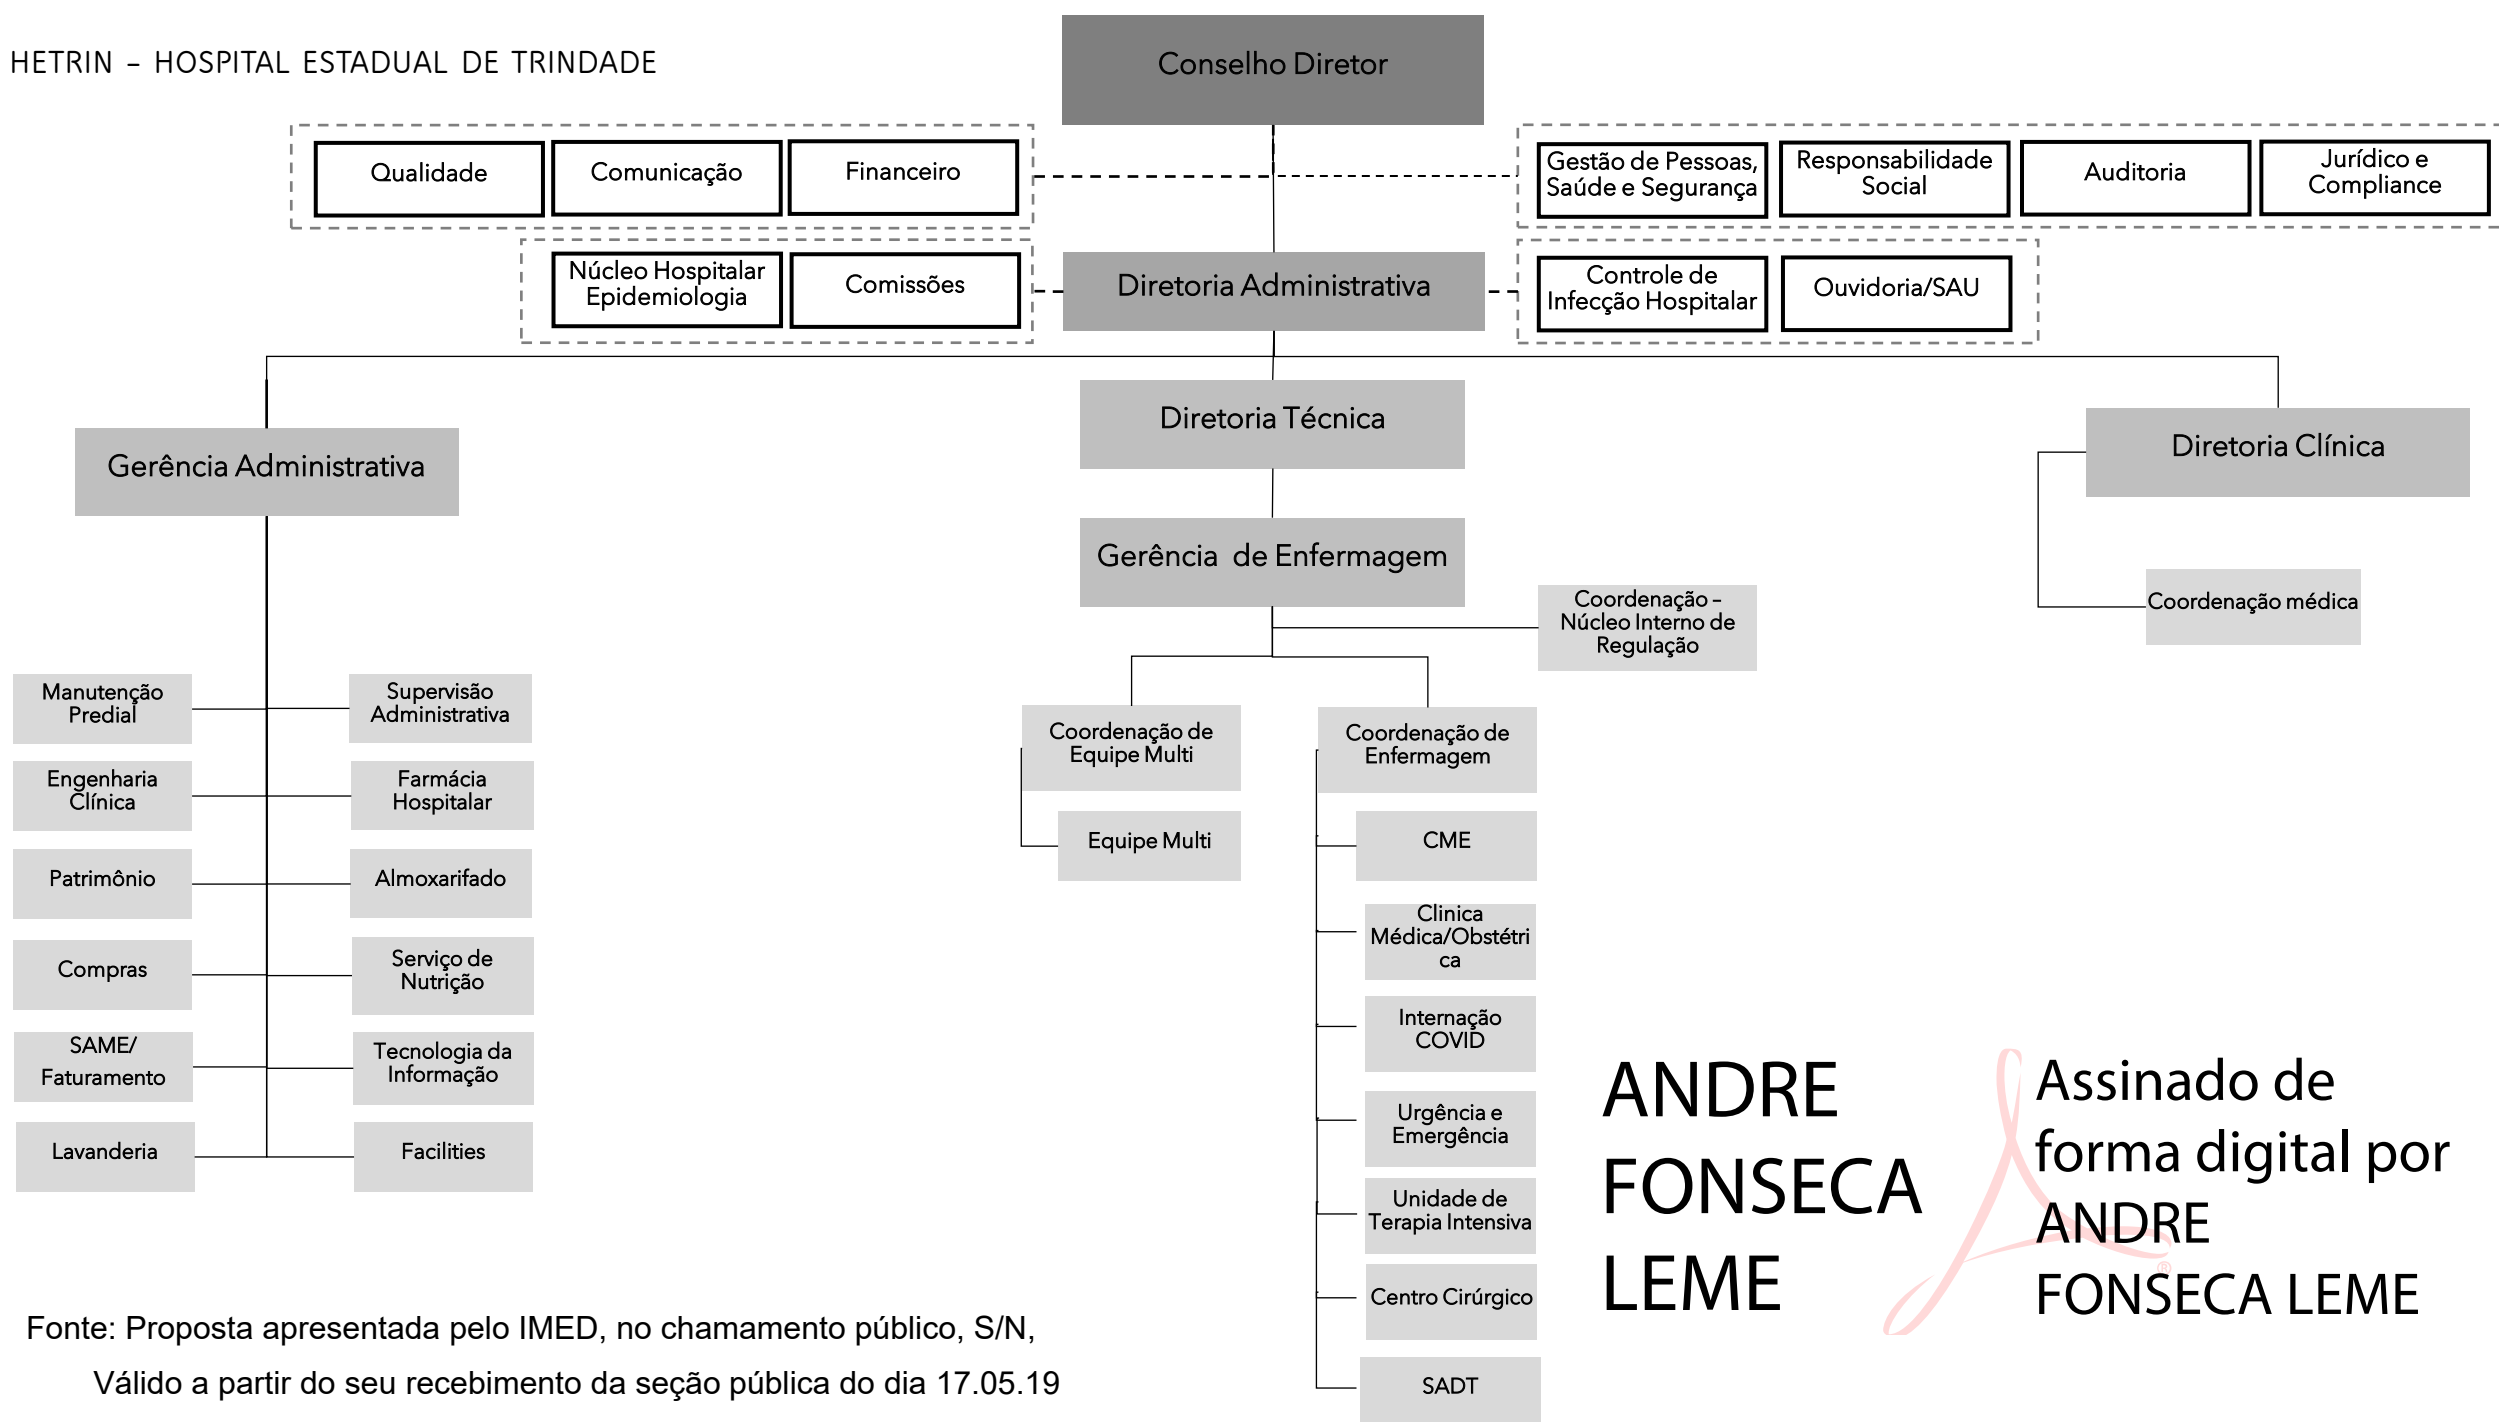 HETRIN – HOSPITAL ESTADUAL DE TRINDADE
Conselho Diretor
Qualidade
Comunicação
Financeiro
Gestão de Pessoas,
Saúde e Segurança
Responsabilidade
Social
Auditoria
Jurídico e
Compliance
Núcleo Hospitalar
Epidemiologia
Comissões
Diretoria Administrativa
Controle de
Infecção Hospitalar
Ouvidoria/SAU
Gerência Administrativa
Diretoria Técnica
Diretoria Clínica
Gerência de Enfermagem
Coordenação –
Núcleo Interno de
Regulação
Coordenação médica
Manutenção
Predial
Supervisão
Administrativa
Engenharia
Clínica
Farmácia
Hospitalar
Patrimônio
Almoxarifado
Compras
Serviço de
Nutrição
SAME/
Faturamento
Tecnologia da
Informação
Lavanderia
Facilities
Coordenação de
Equipe Multi
Equipe Multi
Coordenação de
Enfermagem
CME
Clinica
Médica/Obstétri
ca
Internação
COVID
Urgência e
Emergência
Unidade de
Terapia Intensiva
Centro Cirúrgico
SADT
ANDRE
FONSECA
LEME
Assinado de
forma digital por
ANDRE
FONSECA LEME
®
Fonte: Proposta apresentada pelo IMED, no chamamento público, S/N,
Válido a partir do seu recebimento da seção pública do dia 17.05.19